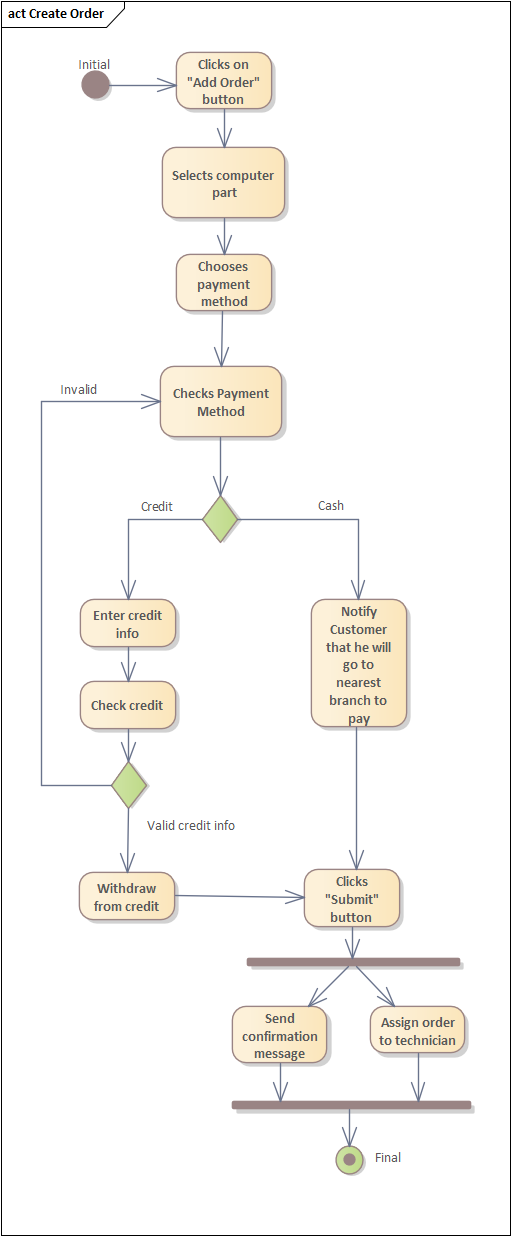 act Create Order
Initial
Clicks on
"Add Order"
button
Selects computer
part
Chooses
payment
method
Invalid
Checks Payment
Method
Credit
Cash
Enter credit
info
Notify
Customer
that he will
go to
nearest
branch to
pay
Check credit
Valid credit info
Withdraw
from credit
Clicks
"Submit"
button
Send
confirmation
message
Assign order
to technician
Final